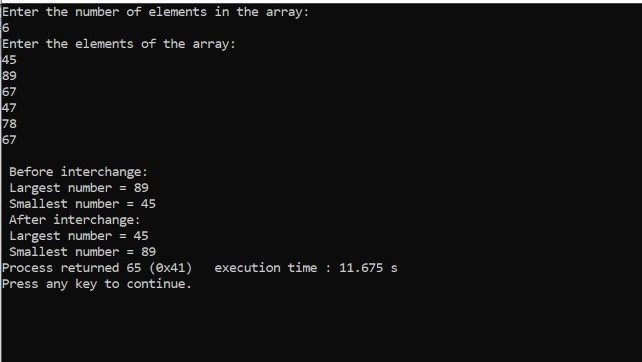 Enter the number of elements in the array:
6
Enter the elements of the array:
45
89
67
47
78
67
Before interchange:
Largest number = 89
Smallest number = 45
After interchange:
Largest number = 45
Smallest number = 89
Process returned 65 (0x41)   execution time : 11.675 s
Press any key to continue.